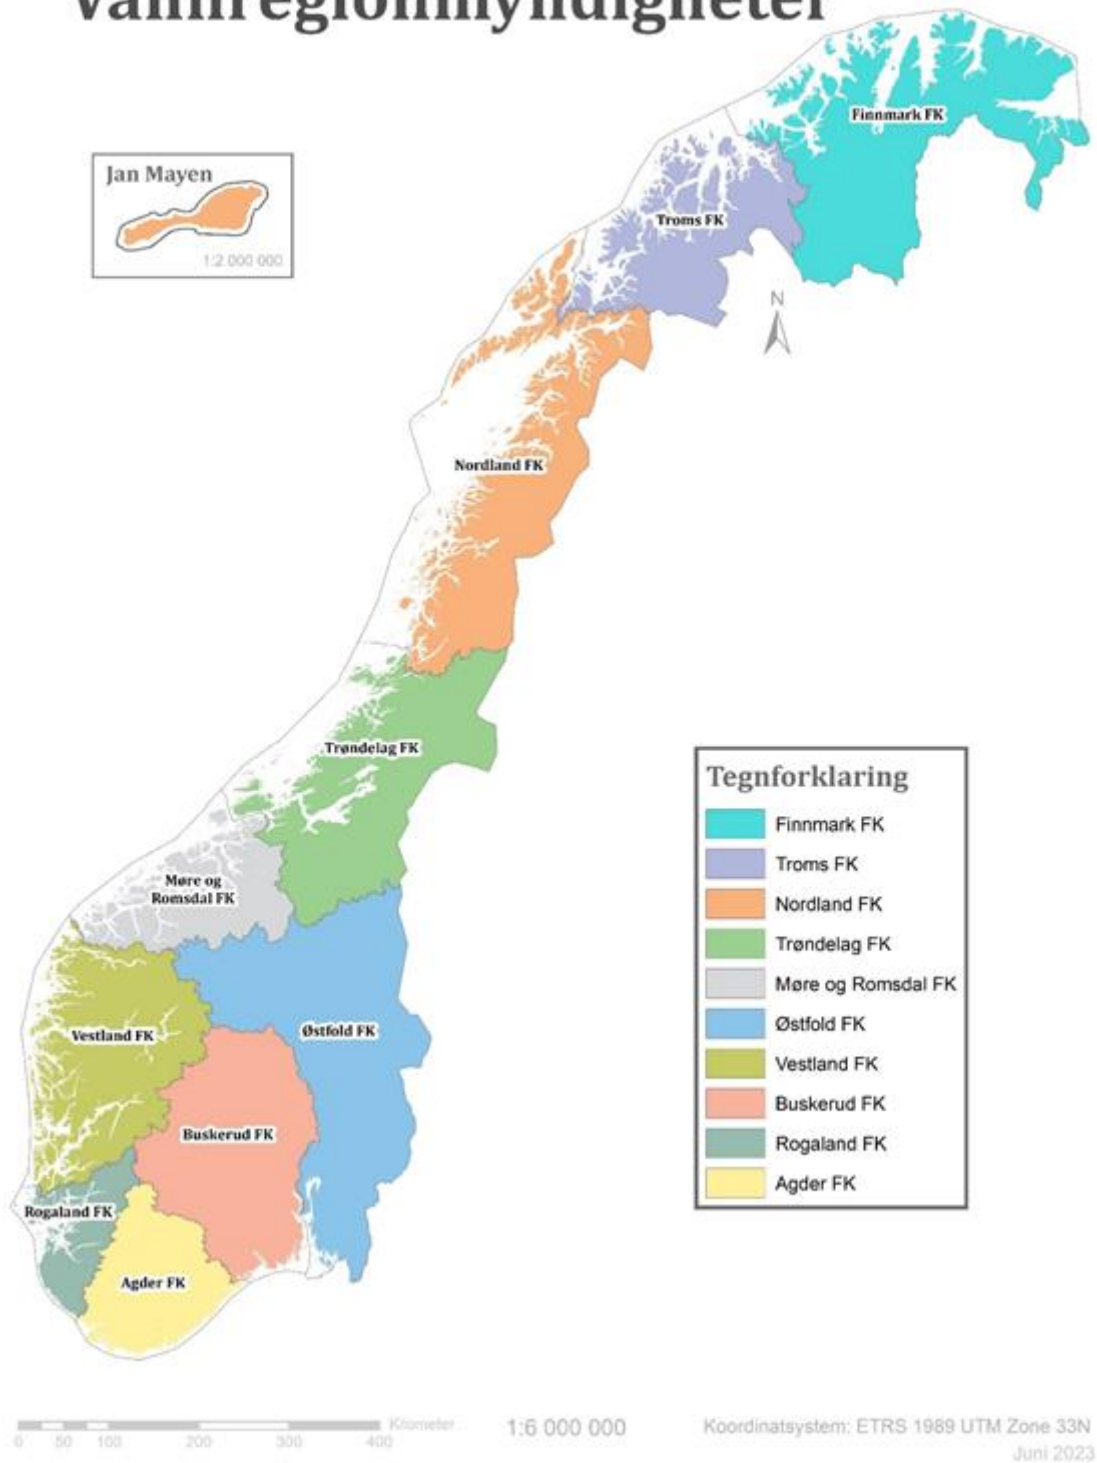 Vannregionmyndigheter
Finnmark FK
Jan Mayen
1:2 000 000
Troms FK
N
Nordland FK
Trøndelag FK
Møre og
Romsdal FK
Vestland FK
Østfold FK
Buskerud FK
Rogaland FK
Agder FK
Tegnforklaring
Finnmark FK
Troms FK
Nordland FK
Trøndelag FK
Møre og Romsdal FK
Østfold FK
Vestland FK
Buskerud FK
Rogaland FK
Agder FK
Kilometer
0 50 100 200 300 400
1:6 000 000
Koordinatsystem: ETRS 1989 UTM Zone 33N
Juni 2023